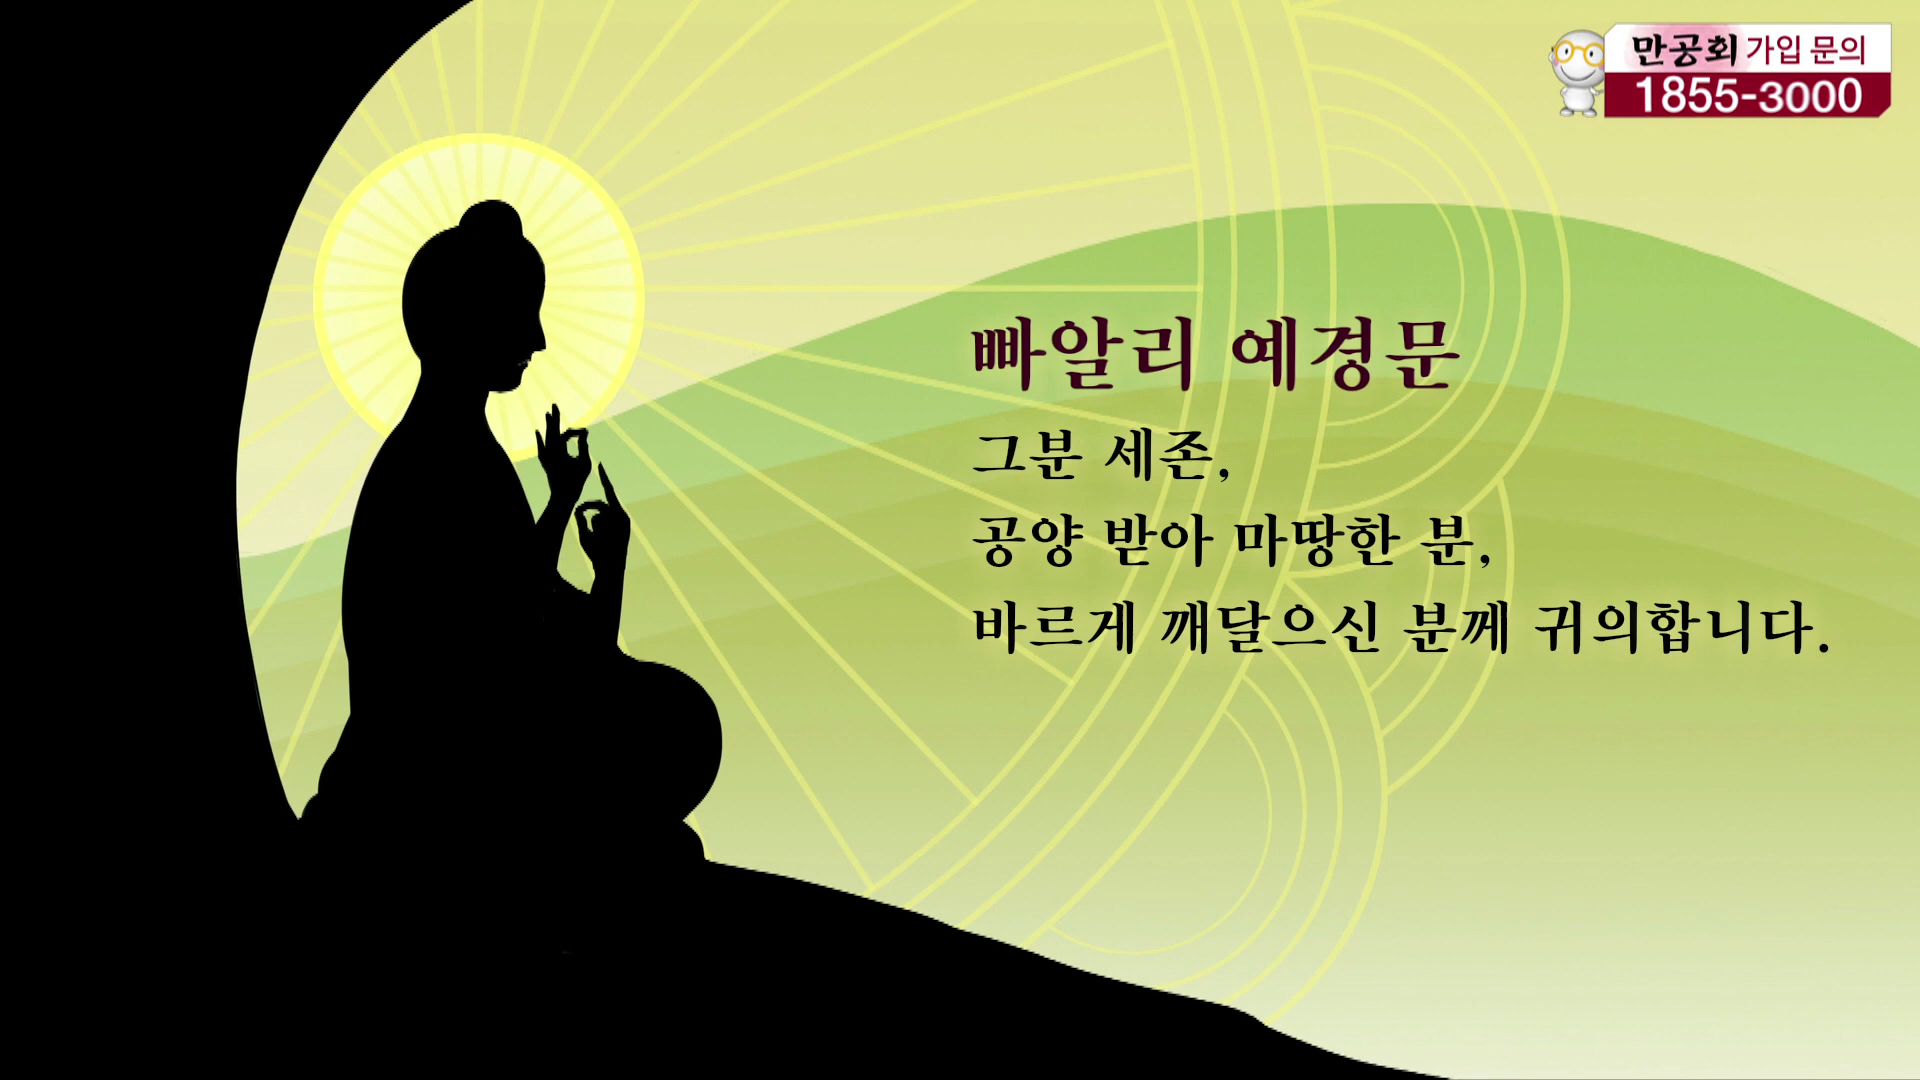 만공회 가입 문의
1855-3000
빠알리 예경문
그분 세존,
공양 받아 마땅한 분,
바르게 깨달으신 분께 귀의합니다.